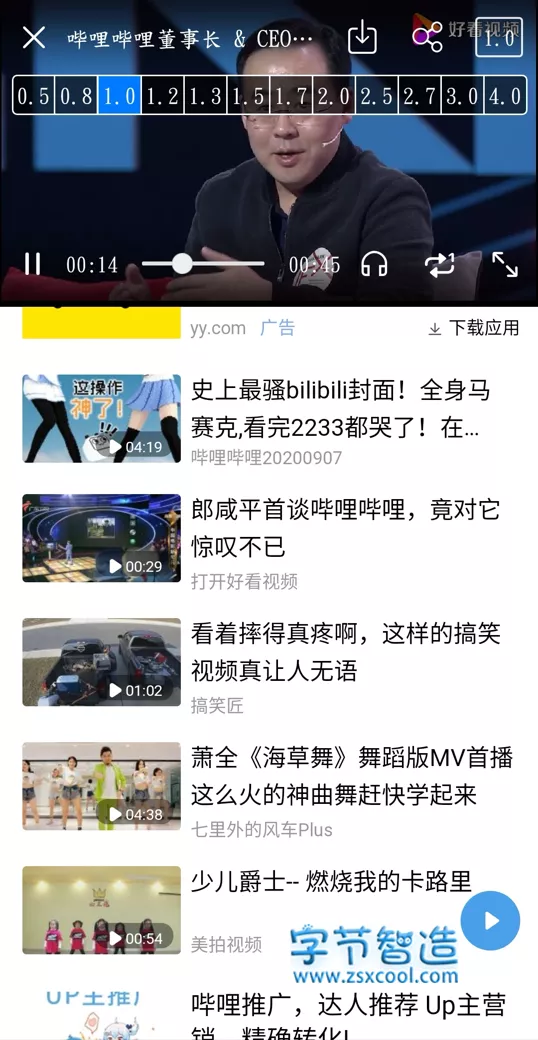 哔哩哔哩董事长 & CEO…
好看视频
1.0
0.5 0.8 1.0 1.2 1.3 1.5 1.7 2.0 2.5 2.7 3.0 4.0
00:14
00:45
yy.com 广告
下载应用
这操作
神了!
04:19
史上最骚bilibili封面！全身马
赛克,看完2233都哭了！在...
哔哩哔哩20200907
00:29
郎咸平首谈哔哩哔哩，竟对它
惊叹不已
打开好看视频
01:02
看着摔得真疼啊，这样的搞笑
视频真让人无语
搞笑匠
04:38
萧全《海草舞》舞蹈版MV首播
这么火的神曲舞赶快学起来
七里外的风车Plus
00:54
少儿爵士-- 燃烧我的卡路里
美拍视频
字节智造
www.zsxcool.com
UP主推广
哔哩推广，达人推荐 Up主营
销，精确转化!